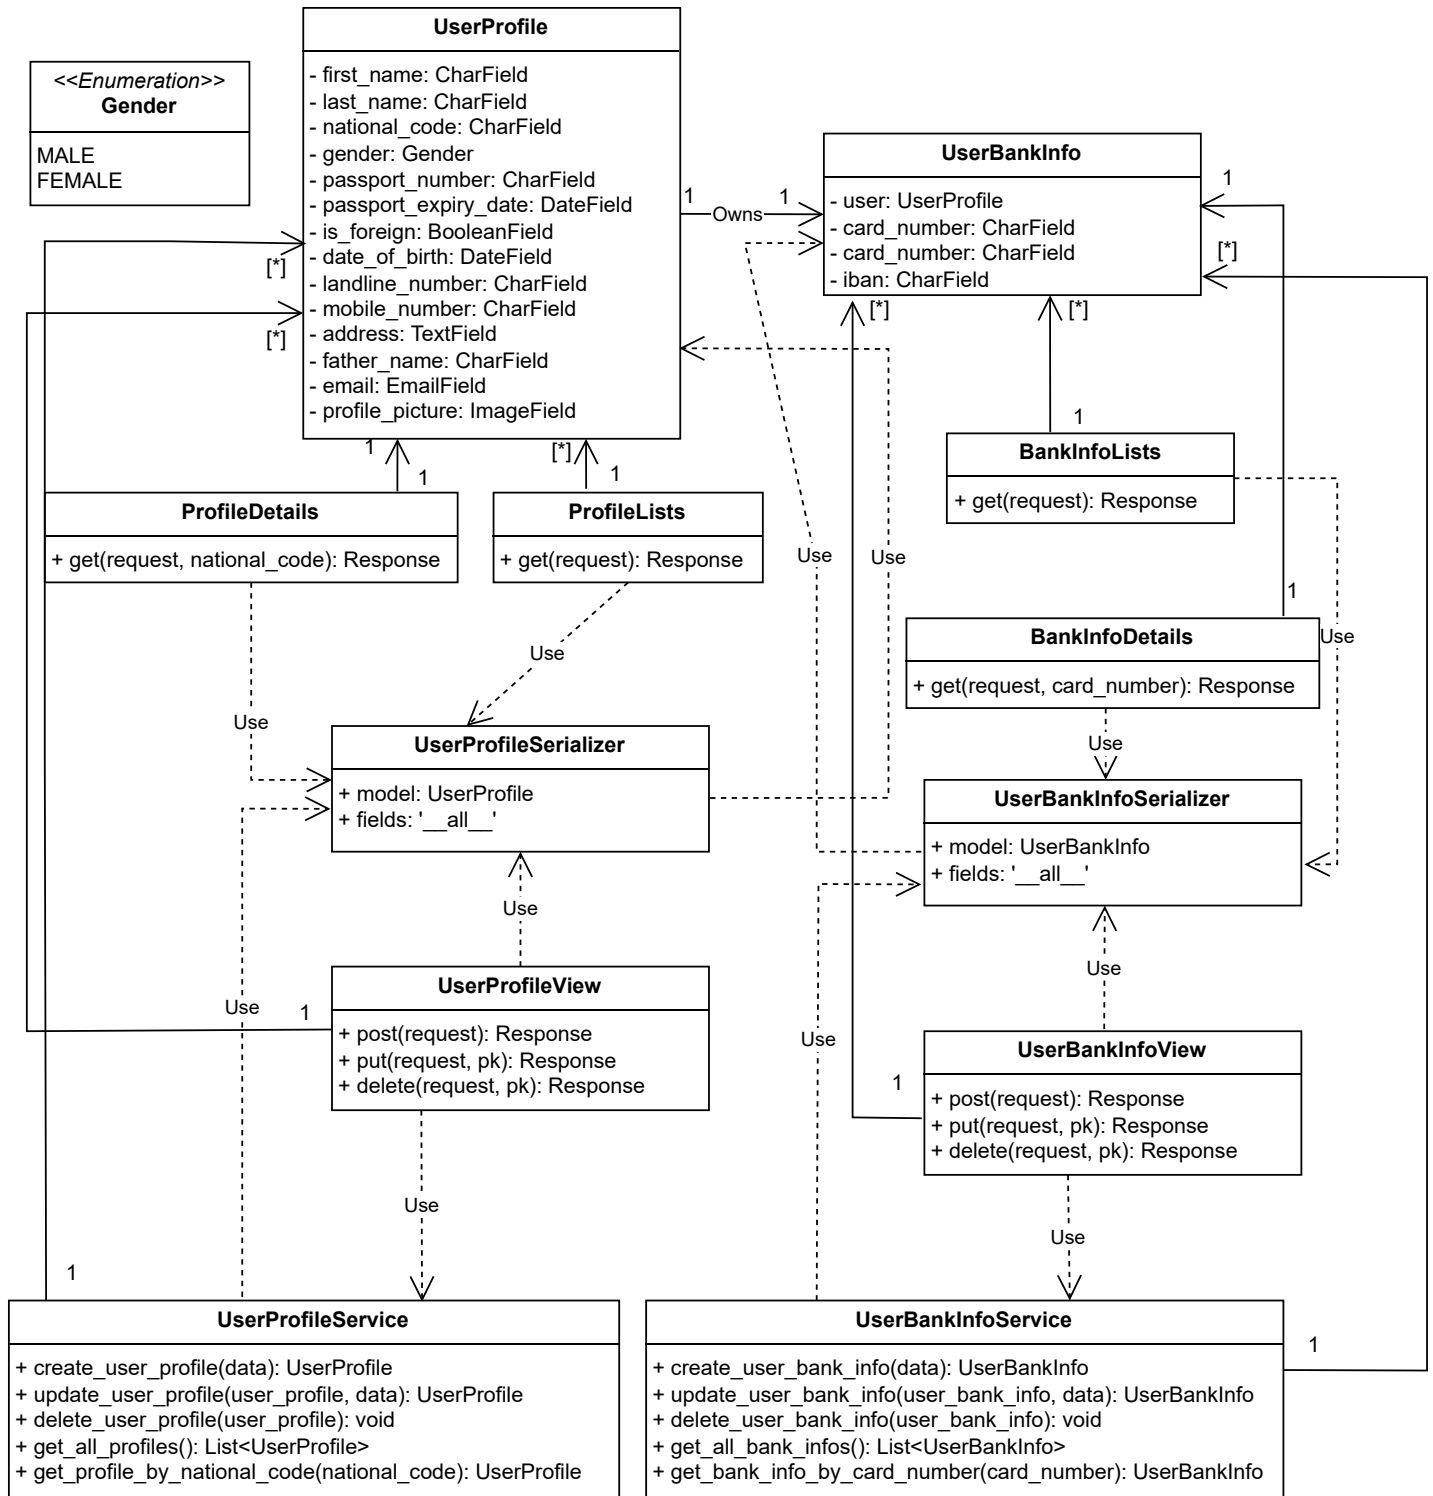 UserProfile
- first_name: CharField
- last_name: CharField
- national_code: CharField
- gender: Gender
- passport_number: CharField
- passport_expiry_date: DateField
- is_foreign: BooleanField
- date_of_birth: DateField
- landline_number: CharField
- mobile_number: CharField
- address: TextField
- father_name: CharField
- email: EmailField
- profile_picture: ImageField
<<Enumeration>>
Gender
MALE
FEMALE
1
Owns
1
UserBankInfo
- user: UserProfile
- card_number: CharField
- card_number: CharField
- iban: CharField
1
[*]
[*]
[*]
[*]
[*]
1
[*]
1
1
1
BankInfoLists
+ get(request): Response
ProfileDetails
+ get(request, national_code): Response
ProfileLists
+ get(request): Response
Use
Use
1
Use
BankInfoDetails
+ get(request, card_number): Response
Use
Use
Use
UserProfileSerializer
+ model: UserProfile
+ fields: '__all__'
UserBankInfoSerializer
+ model: UserBankInfo
+ fields: '__all__'
Use
Use
Use
1
UserProfileView
+ post(request): Response
+ put(request, pk): Response
+ delete(request, pk): Response
Use
Use
1
UserBankInfoView
+ post(request): Response
+ put(request, pk): Response
+ delete(request, pk): Response
Use
Use
1
1
UserProfileService
+ create_user_profile(data): UserProfile
+ update_user_profile(user_profile, data): UserProfile
+ delete_user_profile(user_profile): void
+ get_all_profiles(): List<UserProfile>
+ get_profile_by_national_code(national_code): UserProfile
UserBankInfoService
+ create_user_bank_info(data): UserBankInfo
+ update_user_bank_info(user_bank_info, data): UserBankInfo
+ delete_user_bank_info(user_bank_info): void
+ get_all_bank_infos(): List<UserBankInfo>
+ get_bank_info_by_card_number(card_number): UserBankInfo